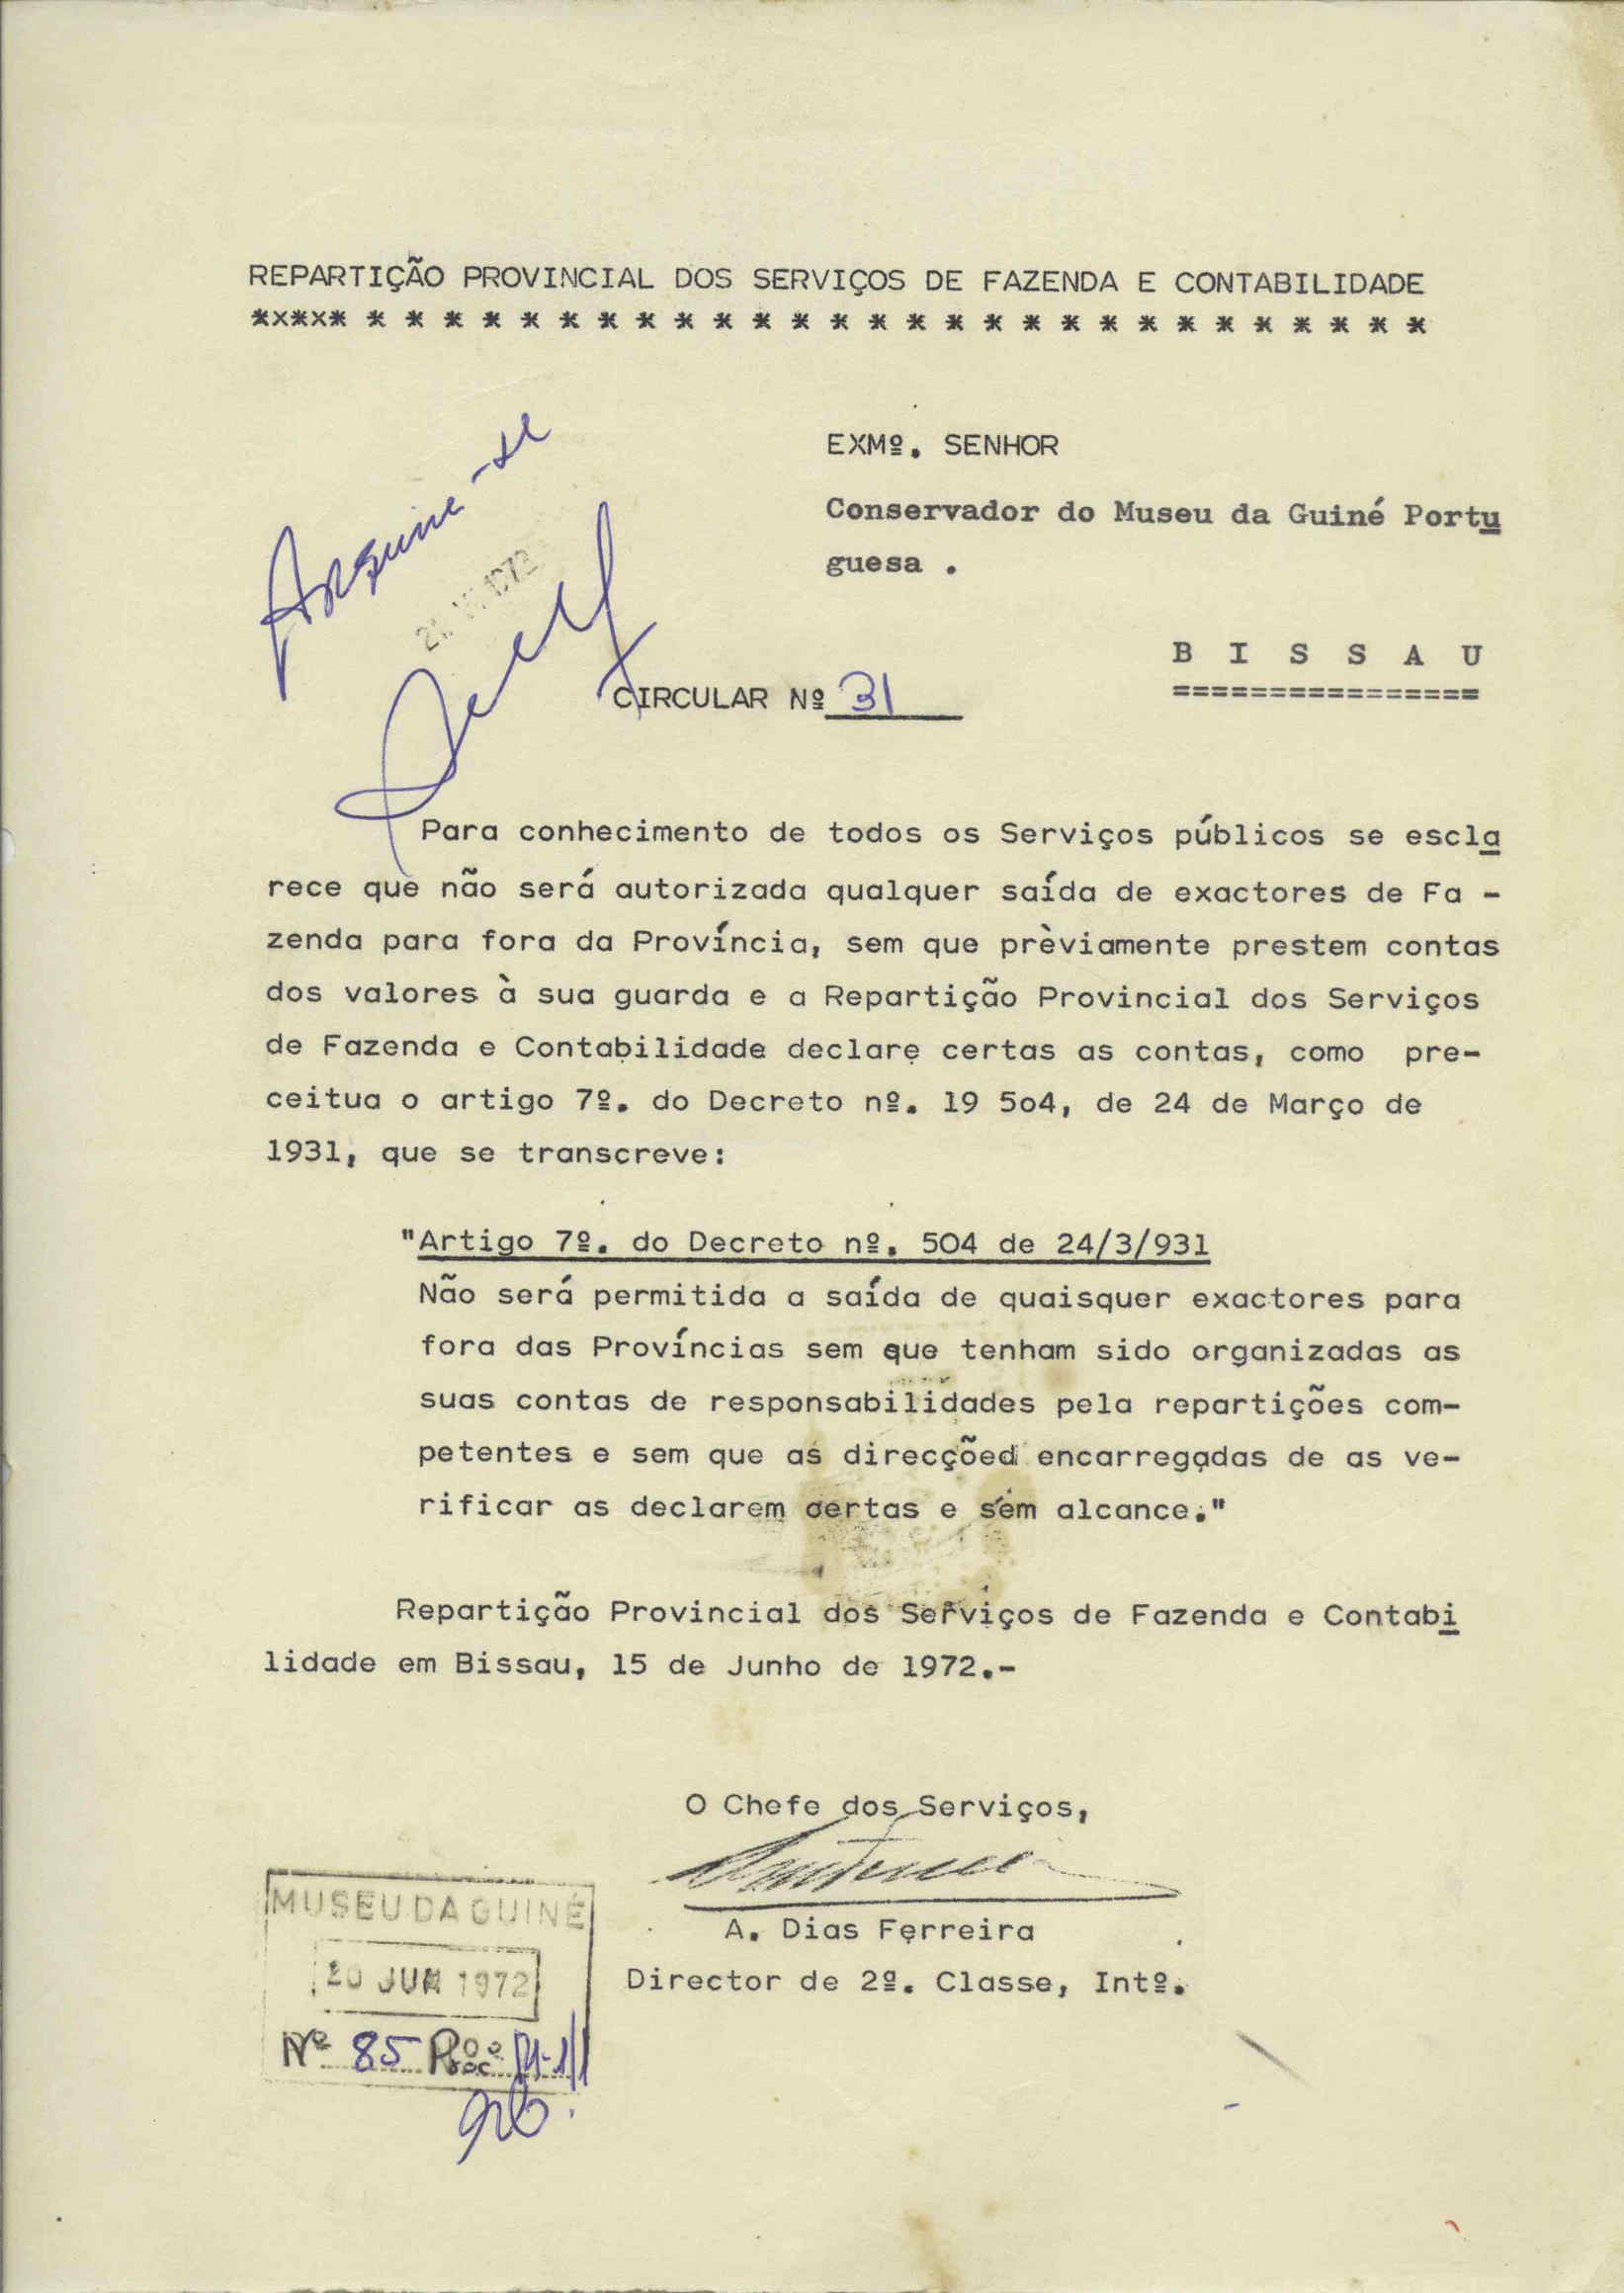 REPARTIÇÃO PROVINCIAL DOS SERVIÇOS DE FAZENDA E CONTABILIDADE
*x*x* * * * * * * * * * * * * * * * * * * * * * * * * * * * * * * *
EXMº. SENHOR
Conservador do Museu da Guiné Portu
guesa .
B I S S A U
================
Arquive-se
1972
CIRCULAR Nº 31
Para conhecimento de todos os Serviços públicos se escla
rece que não será autorizada qualquer saída de exactores de Fa -
zenda para fora da Província, sem que prèviamente prestem contas
dos valores à sua guarda e a Repartição Provincial dos Serviços
de Fazenda e Contabilidade declare certas as contas, como pre-
ceitua o artigo 7º. do Decreto nº. 19 5o4, de 24 de Março de
1931, que se transcreve:
"Artigo 7º. do Decreto nº. 504 de 24/3/931
Não será permitida a saída de quaisquer exactores para
fora das Províncias sem que tenham sido organizadas as
suas contas de responsabilidades pela repartições com-
petentes e sem que as direcçõed encarregadas de as ve-
rificar as declarem certas e sem alcance."
Repartição Provincial dos Serviços de Fazenda e Contabi
lidade em Bissau, 15 de Junho de 1972.-
O Chefe dos Serviços,
A. Dias Ferreira
Director de 2ª. Classe, Intº.
MUSEU DA GUINÉ
20 JUN 1972
Nº 85 Procº